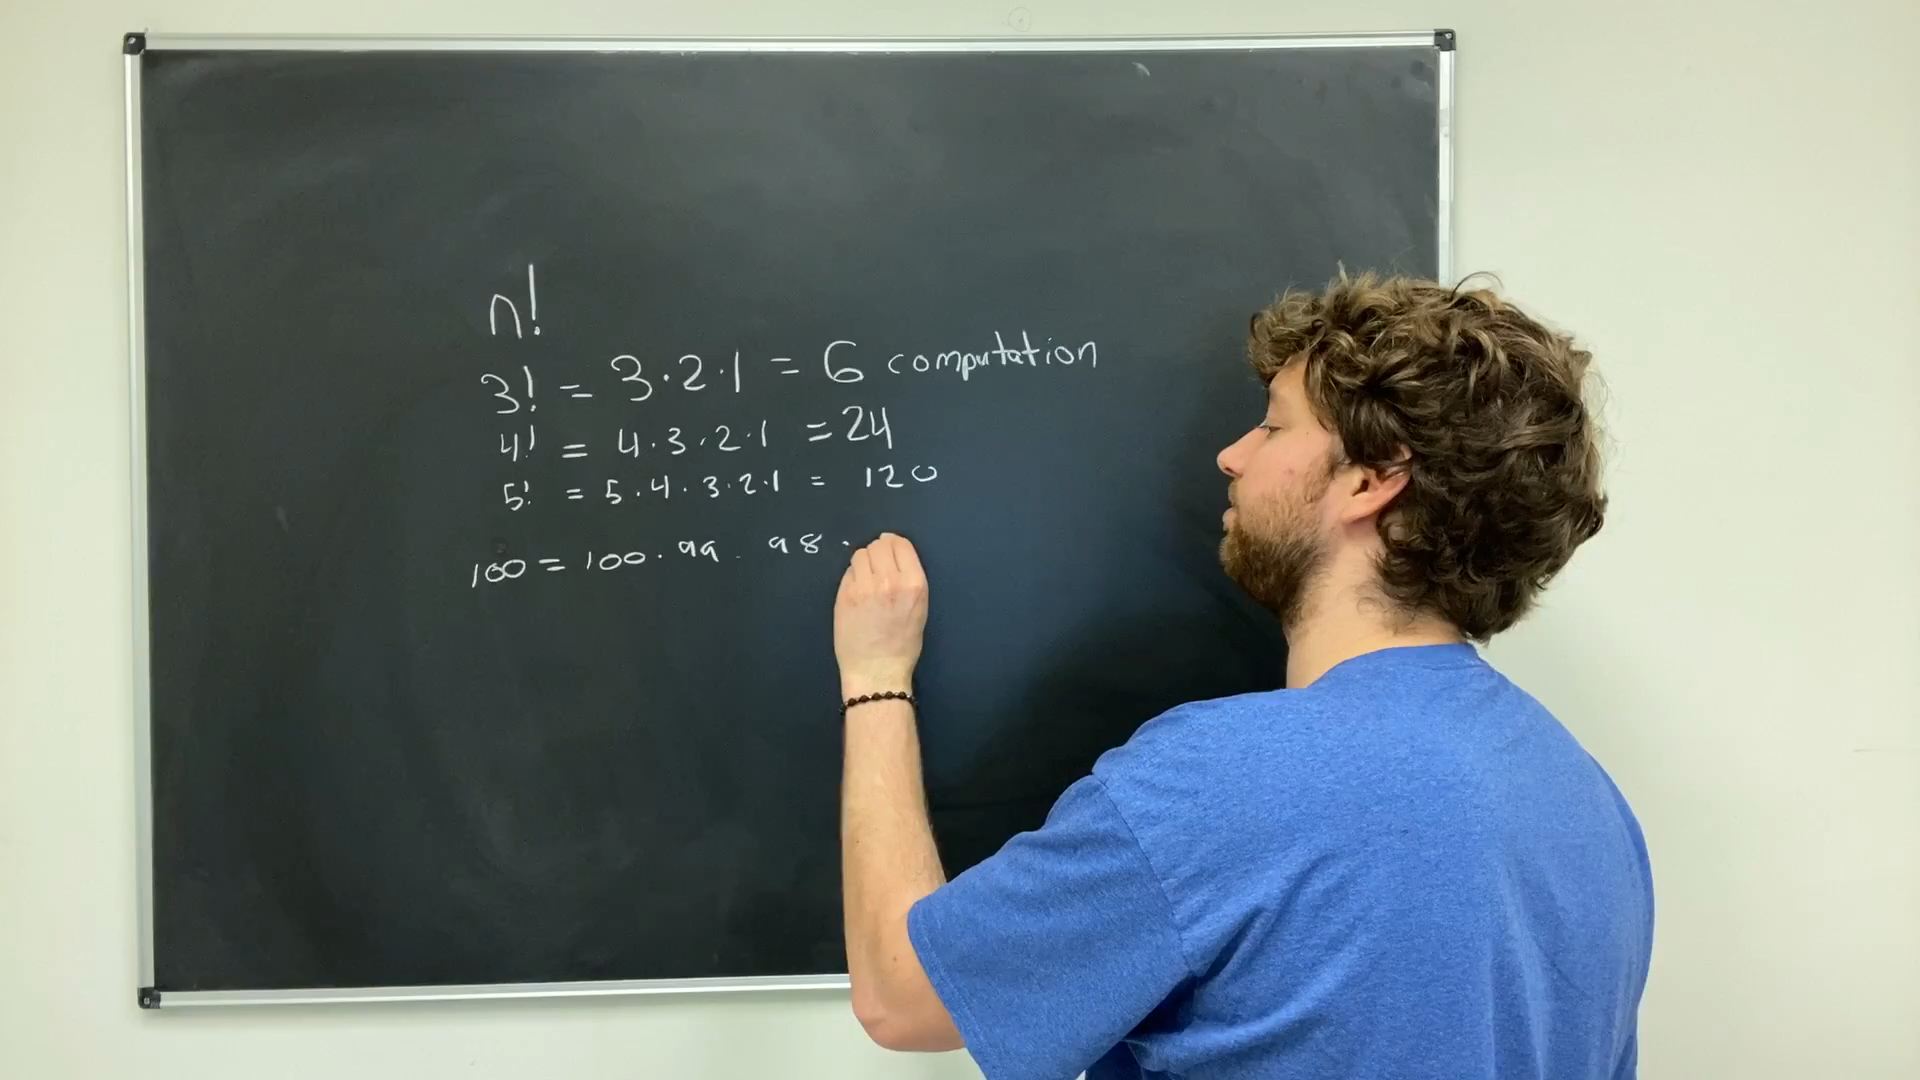 n!
3! = 3·2·1 = 6 computation
4! = 4·3·2·1 = 24
5! = 5·4·3·2·1 = 120
100 = 100·99·98·